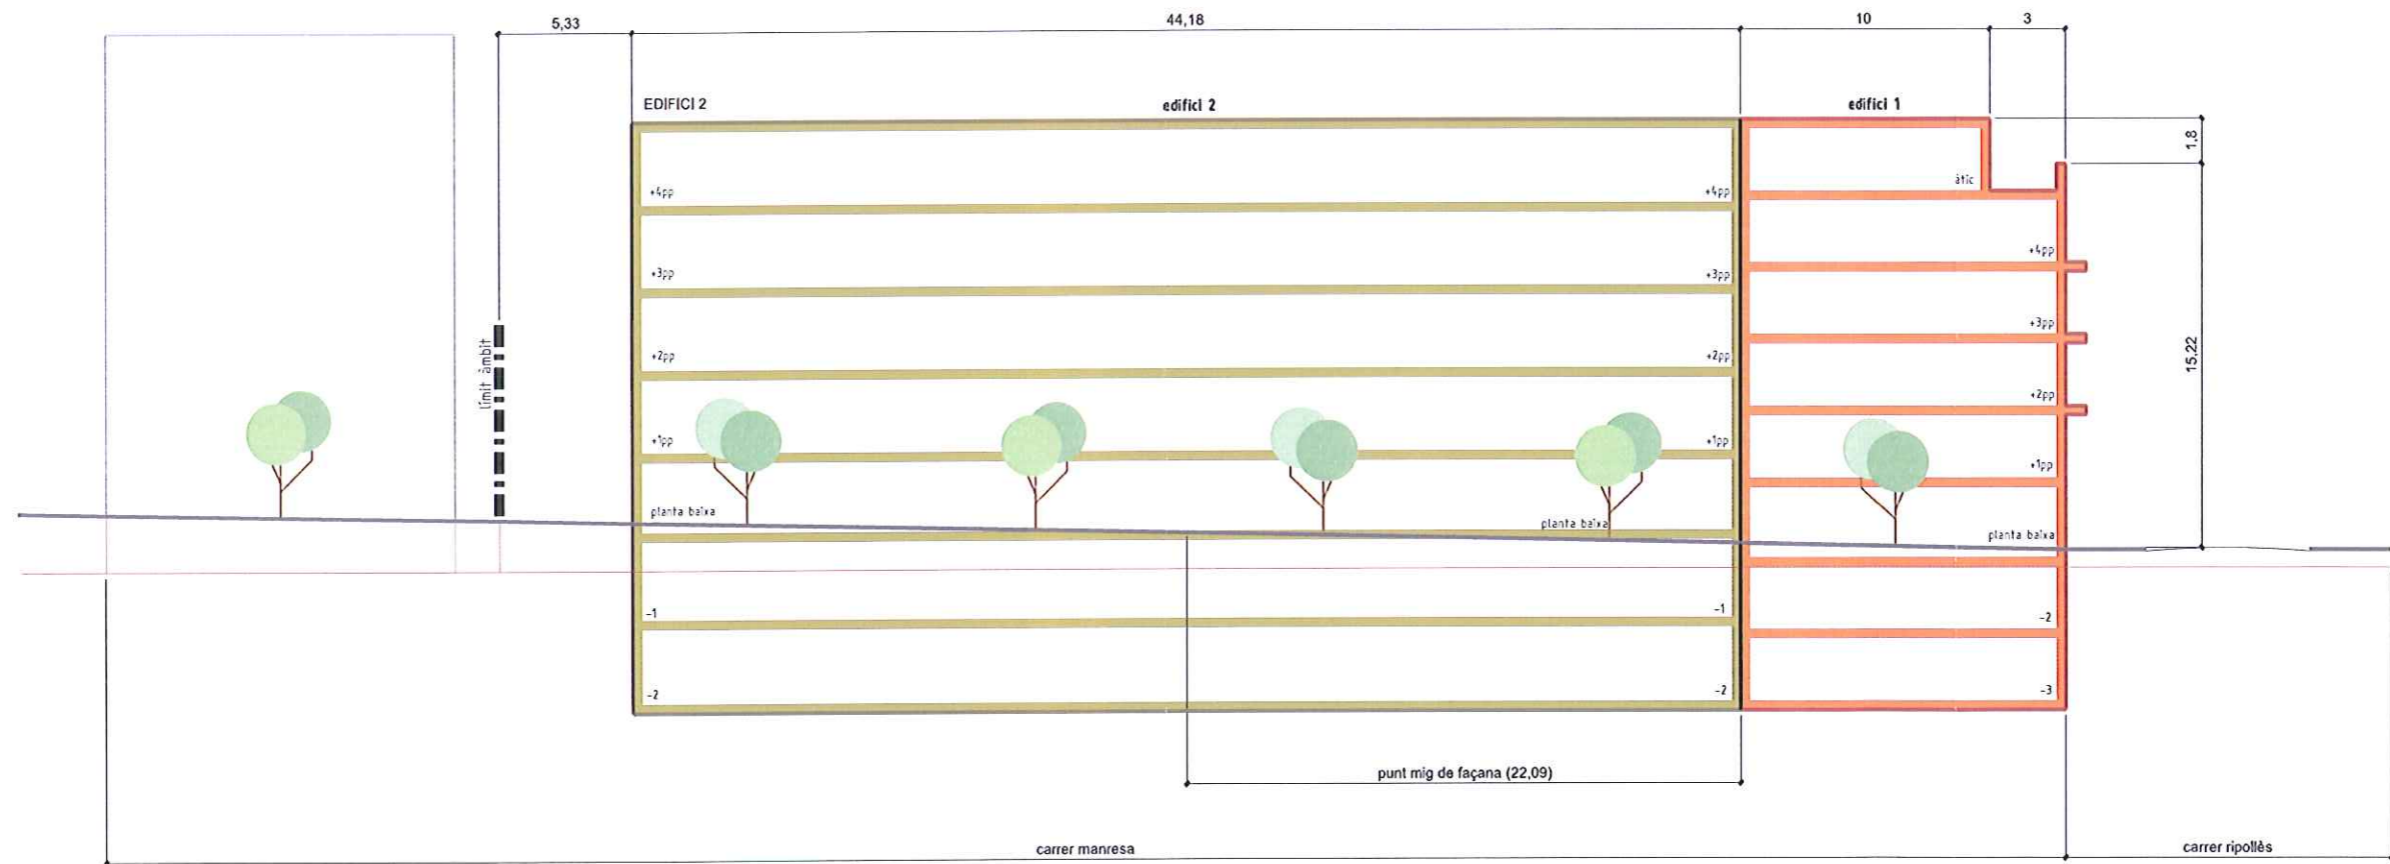 5,33
44,18
10
3
EDIFICI 2
edifici 2
edifici 1
1,8
+4pp
+4pp
àtic
+3pp
+3pp
+4pp
límit àmbit
+2pp
+2pp
+3pp
15,22
+1pp
+1pp
+2pp
+1pp
planta baixa
planta baixa
planta baixa
-1
-1
-2
-2
-2
-3
punt mig de façana (22,09)
carrer manresa
carrer ripollès